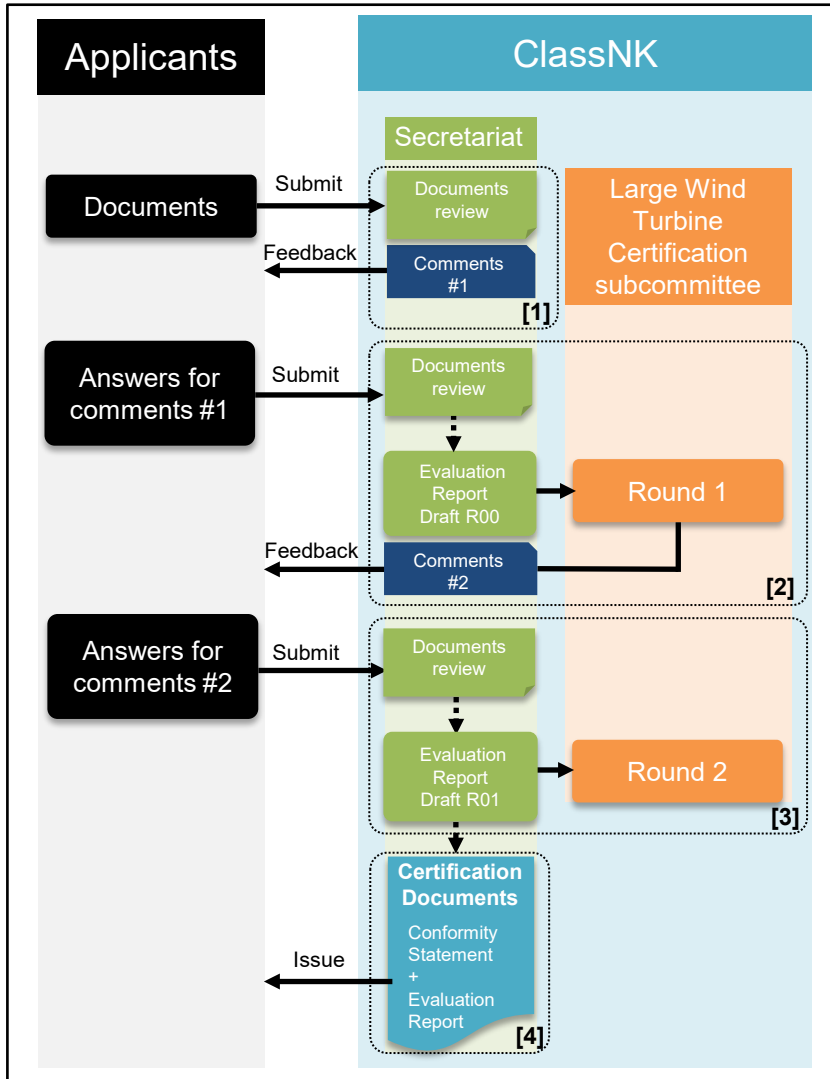 Applicants
ClassNK
Secretariat
Large Wind
Turbine
Certification
subcommittee
Documents
Submit
Documents
review
Feedback
Comments
#1
[1]
Answers for
comments #1
Submit
Documents
review
Evaluation
Report
Draft R00
Round 1
Feedback
Comments
#2
[2]
Answers for
comments #2
Submit
Documents
review
Evaluation
Report
Draft R01
Round 2
[3]
Certification
Documents
Conformity
Statement
+
Evaluation
Report
Issue
[4]